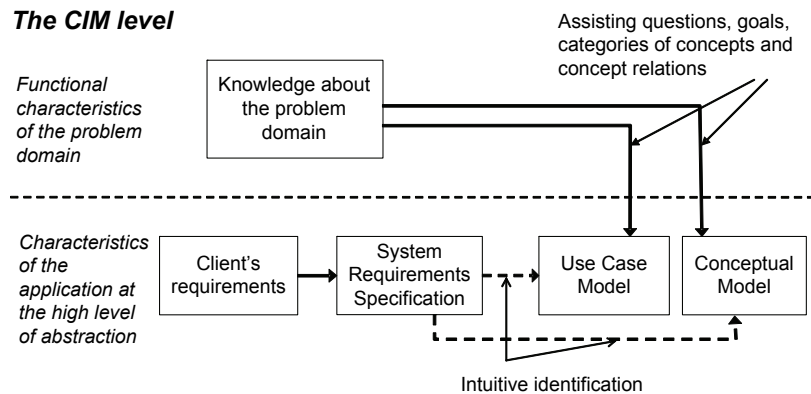 The CIM level
Assisting questions, goals,
categories of concepts and
concept relations
Functional
characteristics
of the problem
domain
Knowledge about
the problem
domain
Characteristics
of the
application at
the high level
of abstraction
Client's
requirements
System
Requirements
Specification
Use Case
Model
Conceptual
Model
Intuitive identification